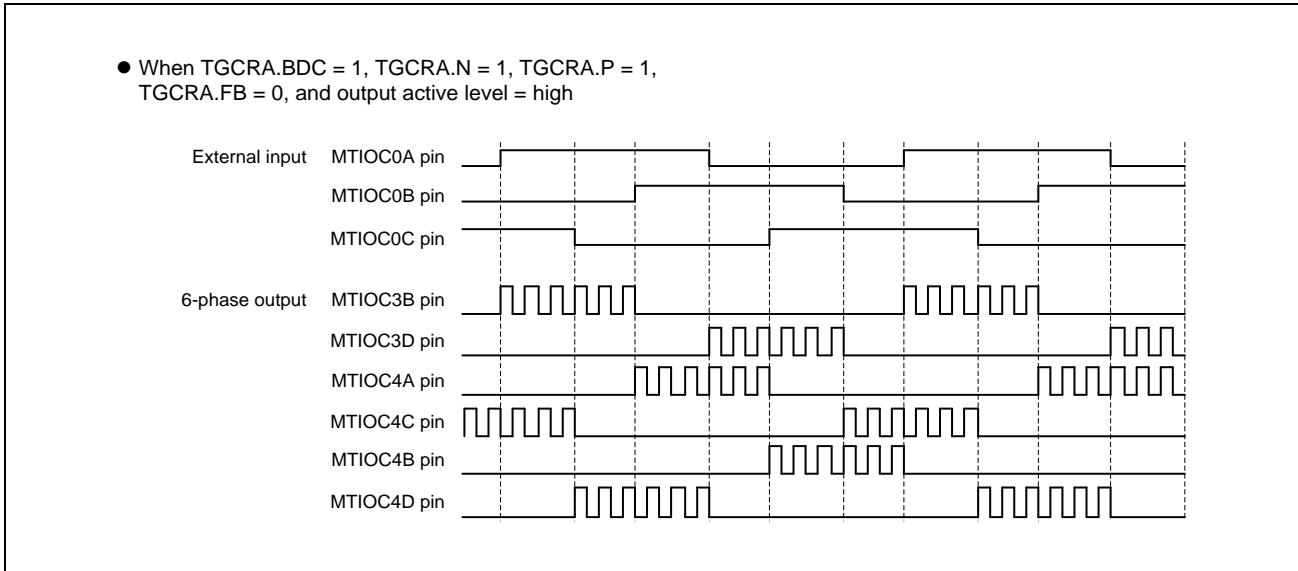 ● When TGCRA.BDC = 1, TGCRA.N = 1, TGCRA.P = 1,
TGCRA.FB = 0, and output active level = high
External input MTIOC0A pin
MTIOC0B pin
MTIOC0C pin
6-phase output MTIOC3B pin
MTIOC3D pin
MTIOC4A pin
MTIOC4C pin
MTIOC4B pin
MTIOC4D pin